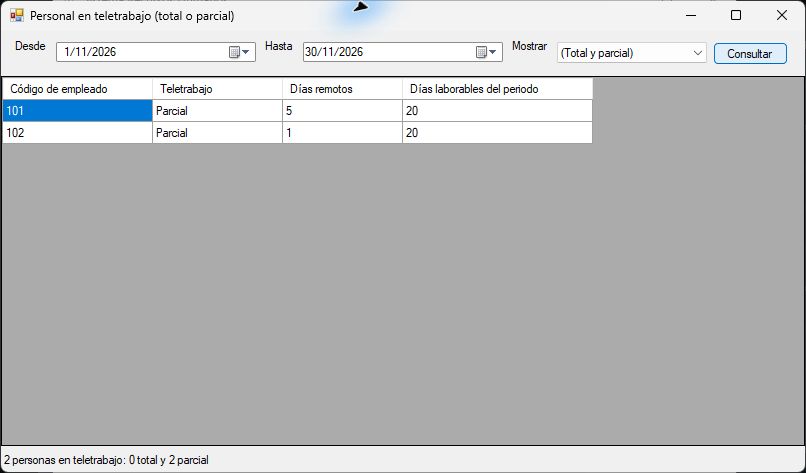 Personal en teletrabajo (total o parcial)
Desde 1/11/2026 Hasta 30/11/2026 Mostrar (Total y parcial) Consultar
Código de empleado Teletrabajo Días remotos Días laborables del periodo
101 Parcial 5 20
102 Parcial 1 20
2 personas en teletrabajo: 0 total y 2 parcial